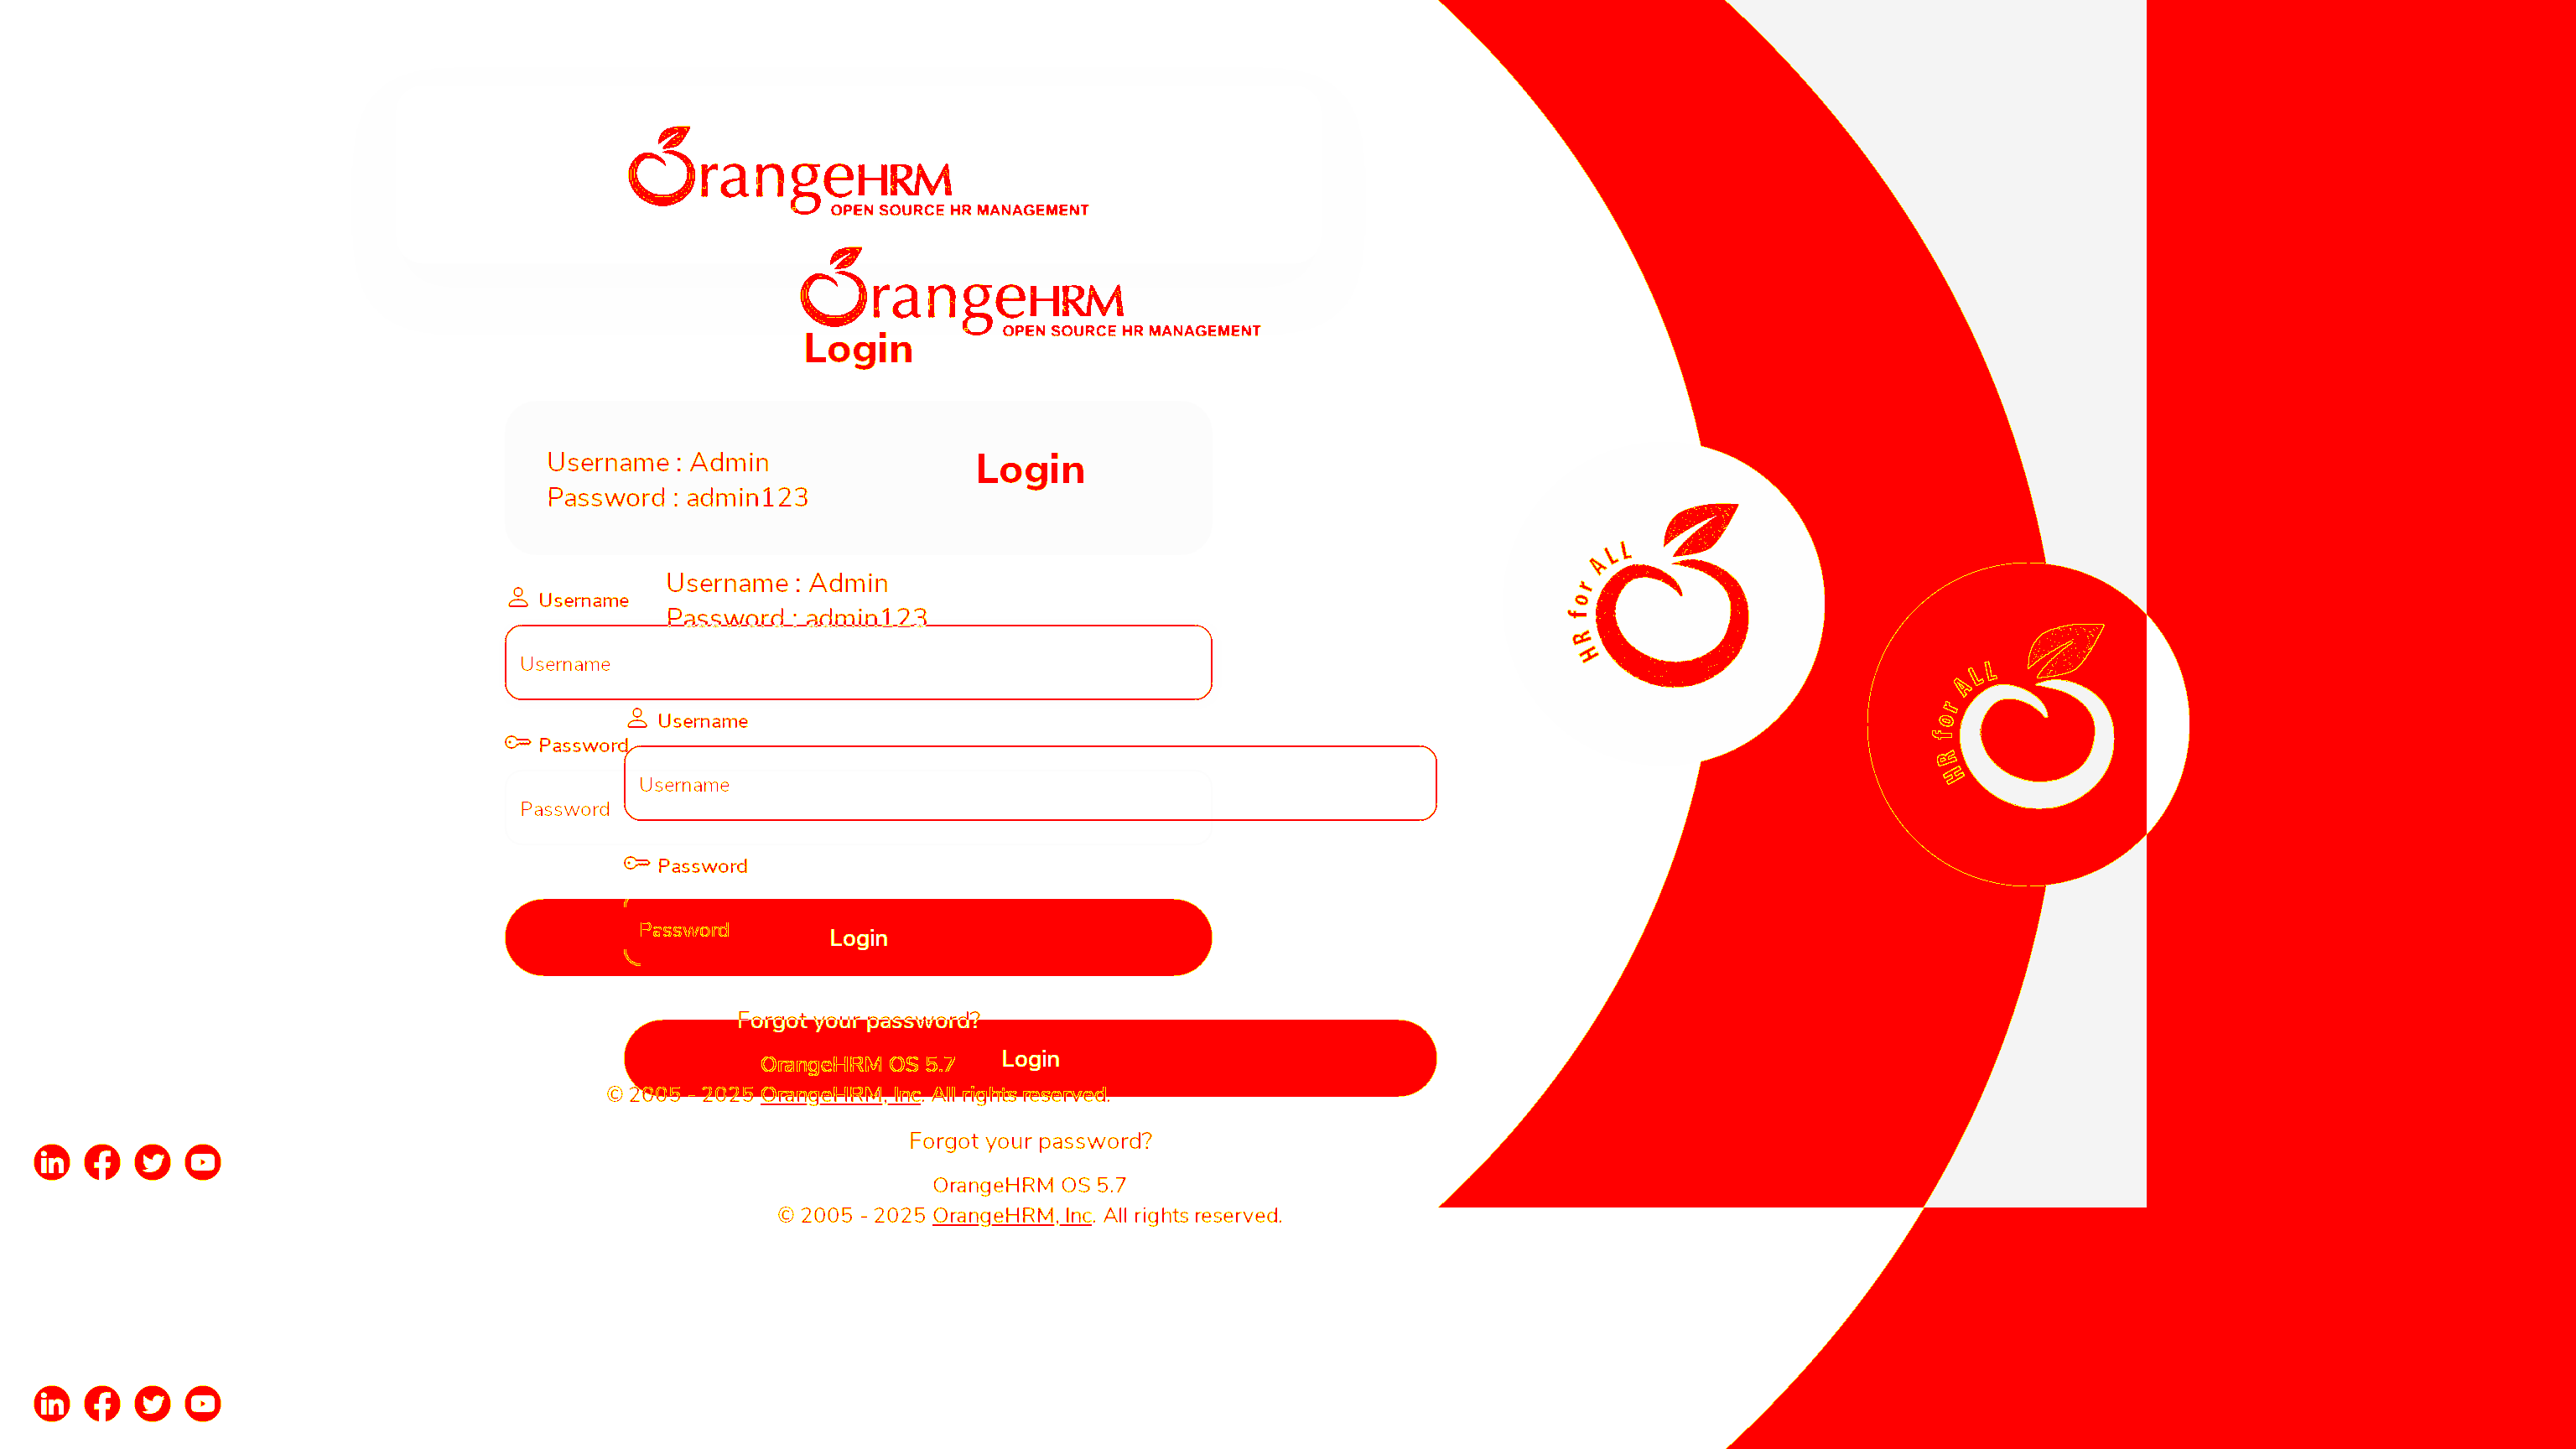 OrangeHRM
OPEN SOURCE HR MANAGEMENT
OrangeHRM
OPEN SOURCE HR MANAGEMENT
Login
Username : Admin
Password : admin123
Login
Username : Admin
Password : admin123
Username
Username
Username
Password
Username
Password
Password
Password
Login
Forgot your password?
OrangeHRM OS 5.7
Login
© 2005 - 2025 OrangeHRM, Inc. All rights reserved.
Forgot your password?
OrangeHRM OS 5.7
© 2005 - 2025 OrangeHRM, Inc. All rights reserved.
HR for ALL
HR for ALL
in
in